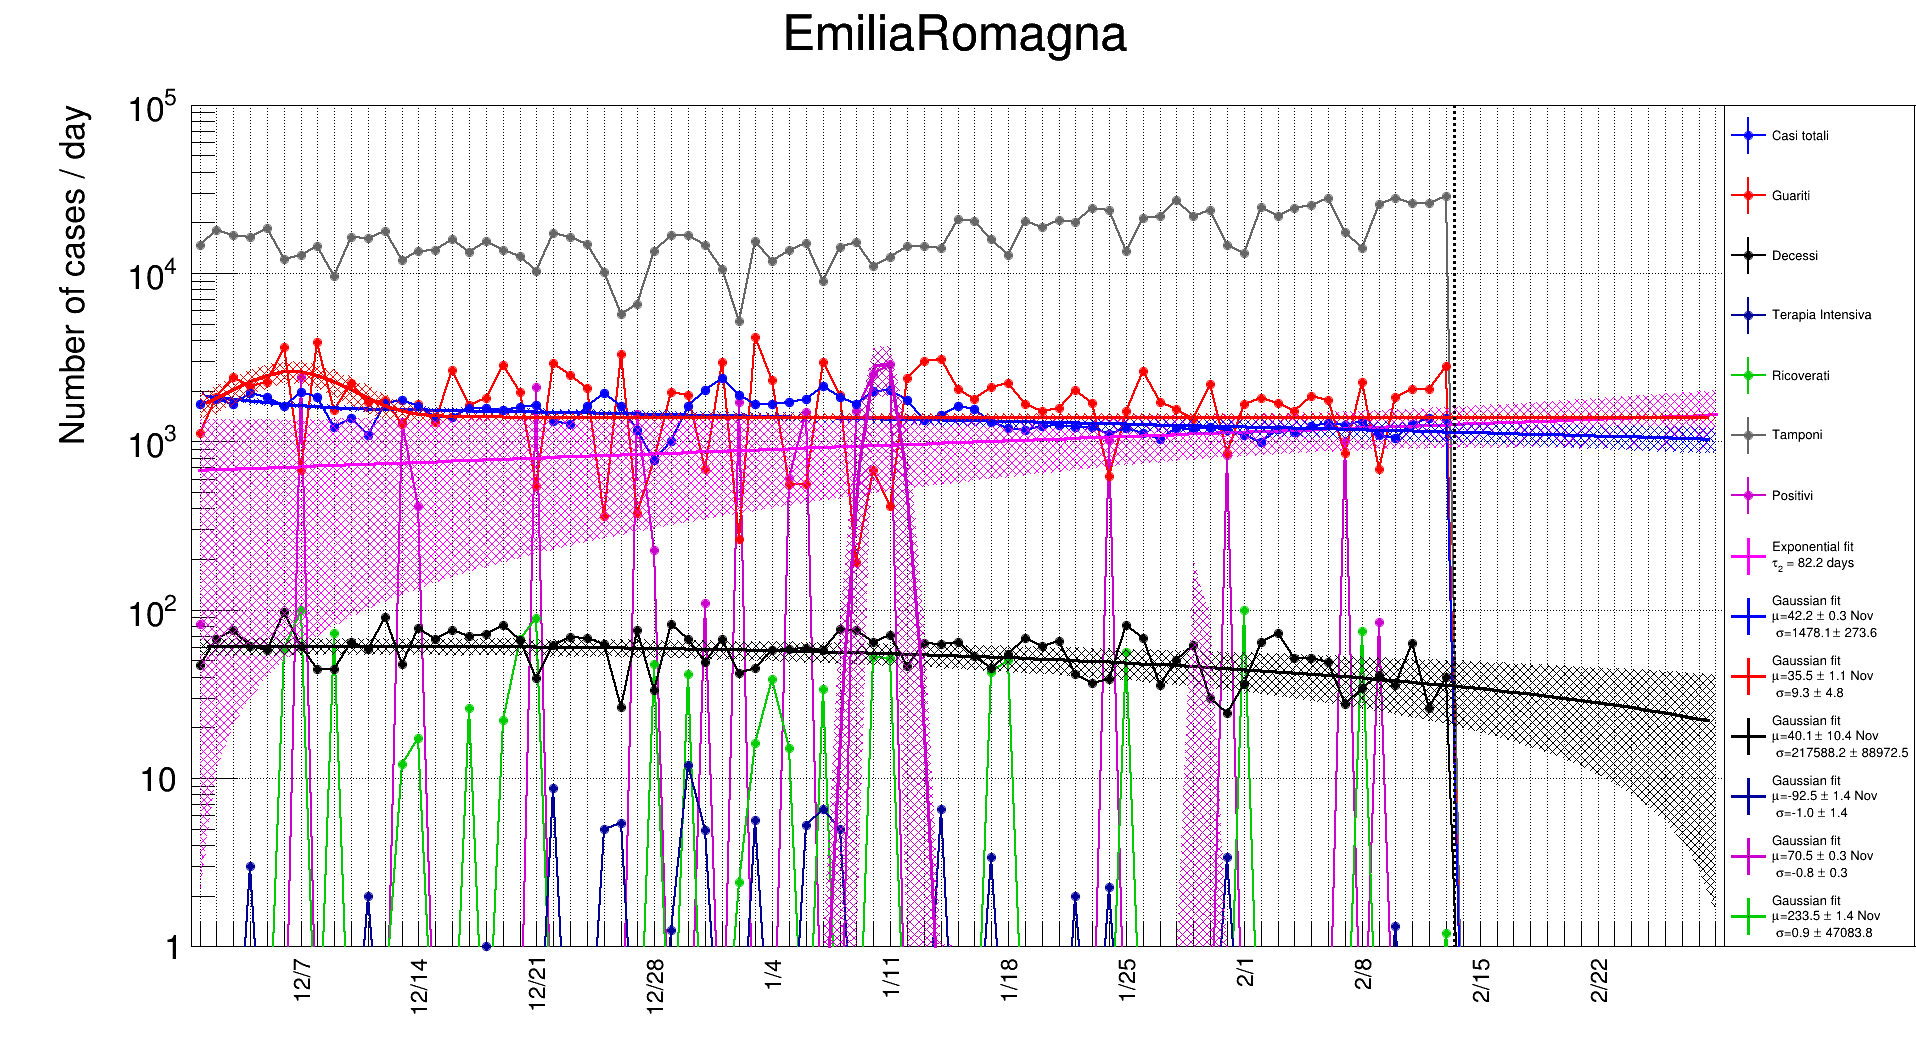 EmiliaRomagna
Number of cases / day
10^5
10^4
10^3
10^2
10
1
12/7
12/14
12/21
12/28
1/4
1/11
1/18
1/25
2/1
2/8
2/15
2/22
Casi totali
Guariti
Decessi
Terapia Intensiva
Ricoverati
Tamponi
Positivi
Exponential fit
τ₂ = 82.2 days
Gaussian fit
μ=42.2 ± 0.3 Nov
σ=1478.1 ± 273.6
Gaussian fit
μ=35.5 ± 1.1 Nov
σ=9.3 ± 4.8
Gaussian fit
μ=40.1 ± 10.4 Nov
σ=217588.2 ± 88972.5
Gaussian fit
μ=-92.5 ± 1.4 Nov
σ=-1.0 ± 1.4
Gaussian fit
μ=70.5 ± 0.3 Nov
σ=-0.8 ± 0.3
Gaussian fit
μ=233.5 ± 1.4 Nov
σ=0.9 ± 47083.8